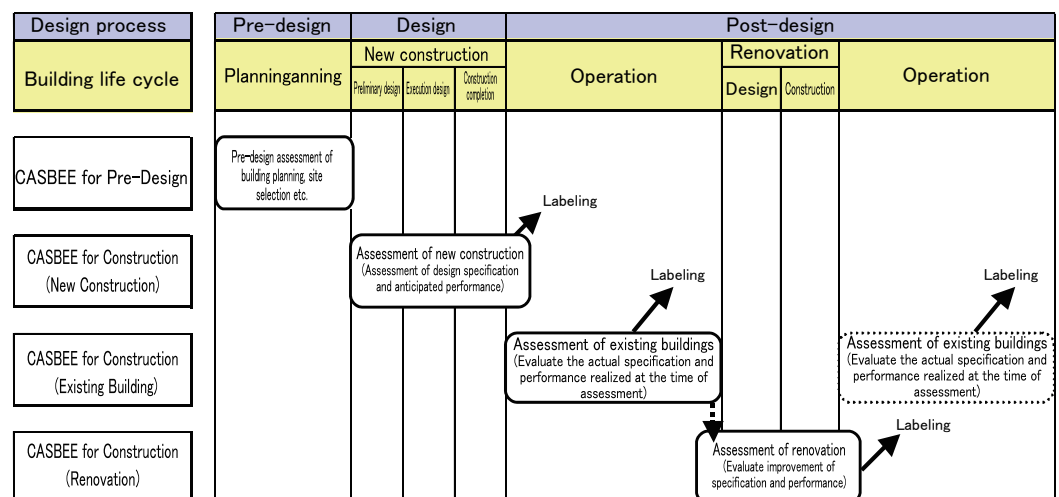 Design process
Pre-design
Design
Post-design
Building life cycle
Planninganning
New construction
Preliminary design
Execution design
Construction
completion
Operation
Renovation
Design
Construction
Operation
CASBEE for Pre-Design
Pre-design assessment of
building planning, site
selection etc.
Labeling
CASBEE for Construction
(New Construction)
Assessment of new construction
(Assessment of design specification
and anticipated performance)
Labeling
Labeling
CASBEE for Construction
(Existing Building)
Assessment of existing buildings
(Evaluate the actual specification and
performance realized at the time of
assessment)
Assessment of existing buildings
(Evaluate the actual specification and
performance realized at the time of
assessment)
Labeling
CASBEE for Construction
(Renovation)
Assessment of renovation
(Evaluate improvement of
specification and performance)